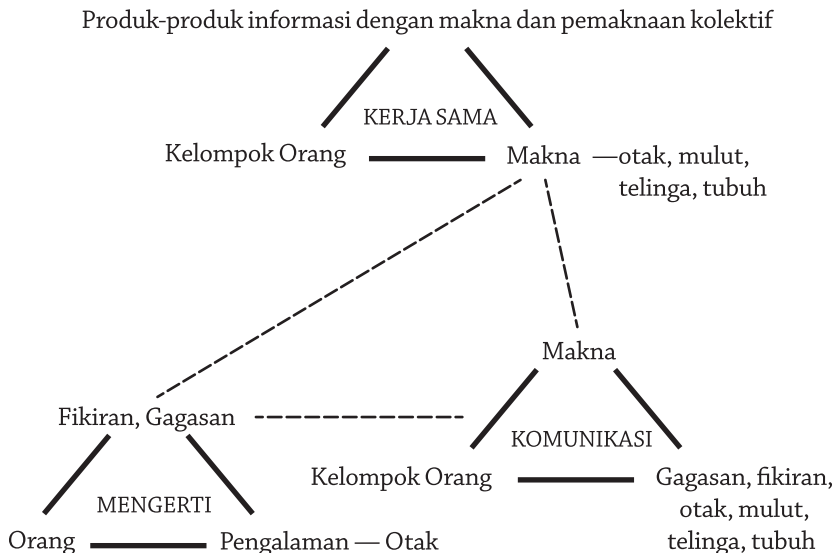 Produk-produk informasi dengan makna dan pemaknaan kolektif
KERJA SAMA
Kelompok Orang
Makna — otak, mulut,
telinga, tubuh
Makna
Fikiran, Gagasan
KOMUNIKASI
Kelompok Orang
Gagasan, fikiran,
otak, mulut,
telinga, tubuh
MENGERTI
Orang
Pengalaman — Otak